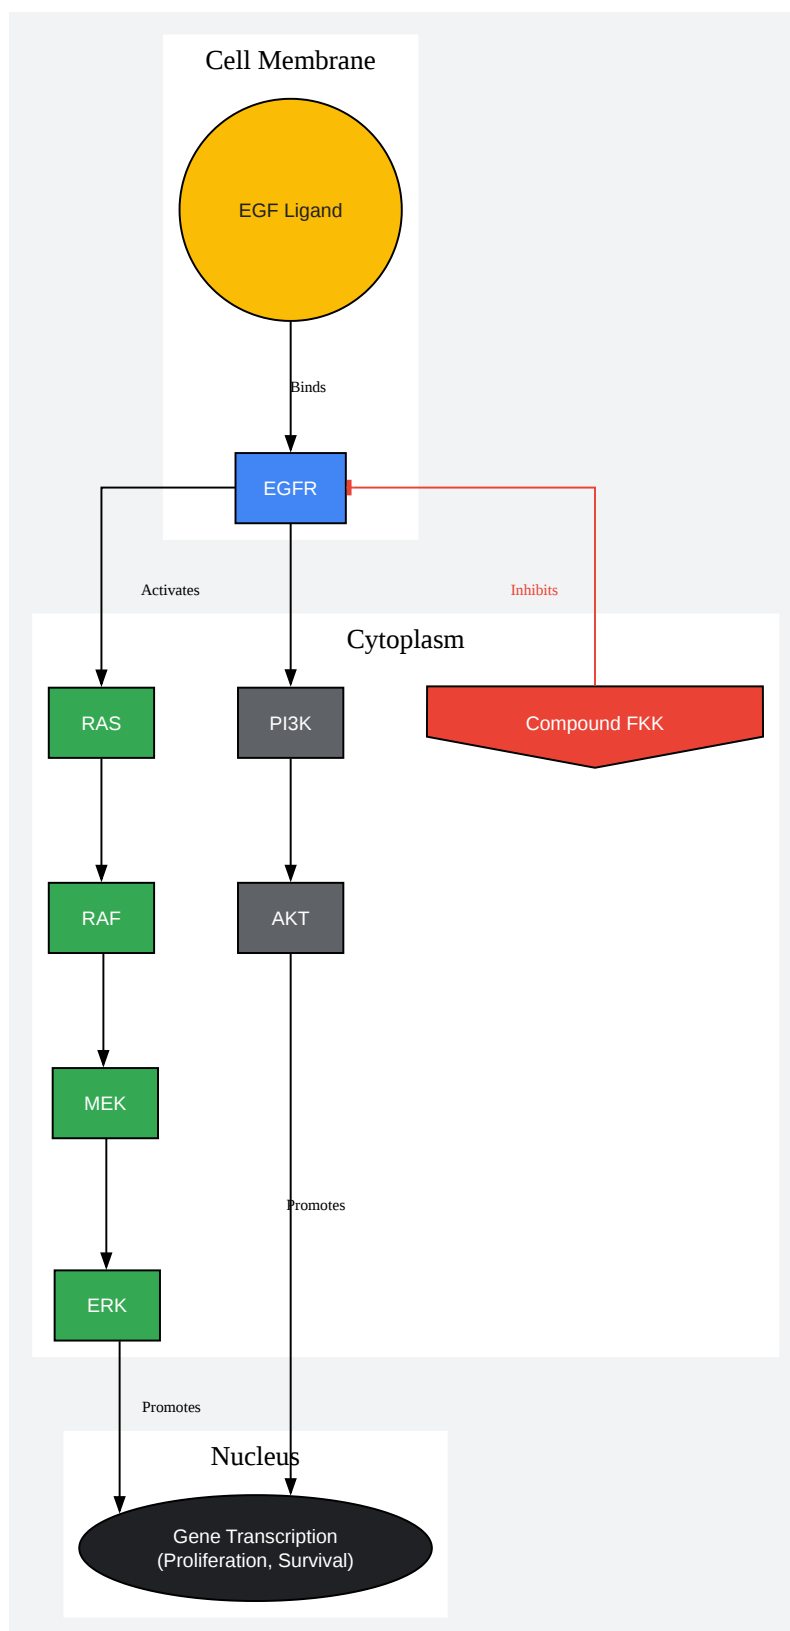 Cell Membrane
EGF Ligand
Binds
EGFR
Activates
Inhibits
Cytoplasm
RAS
PI3K
Compound FKK
RAF
AKT
MEK
Promotes
ERK
Promotes
Nucleus
Gene Transcription
(Proliferation, Survival)